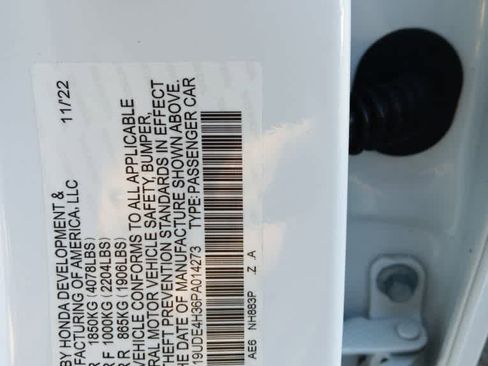 BY HONDA DEVELOPMENT &
FACTURING OF AMERICA, LLC 11/22
R 1850KG (4078LBS)
R F 1000KG (2204LBS)
R R 865KG (1906LBS)
VEHICLE CONFORMS TO ALL APPLICABLE
RAL MOTOR VEHICLE SAFETY, BUMPER,
THEFT PREVENTION STANDARDS IN EFFECT
THE DATE OF MANUFACTURE SHOWN ABOVE.
19UDE4H36PA014273 TYPE:PASSENGER CAR
AE6 NH883P Z A